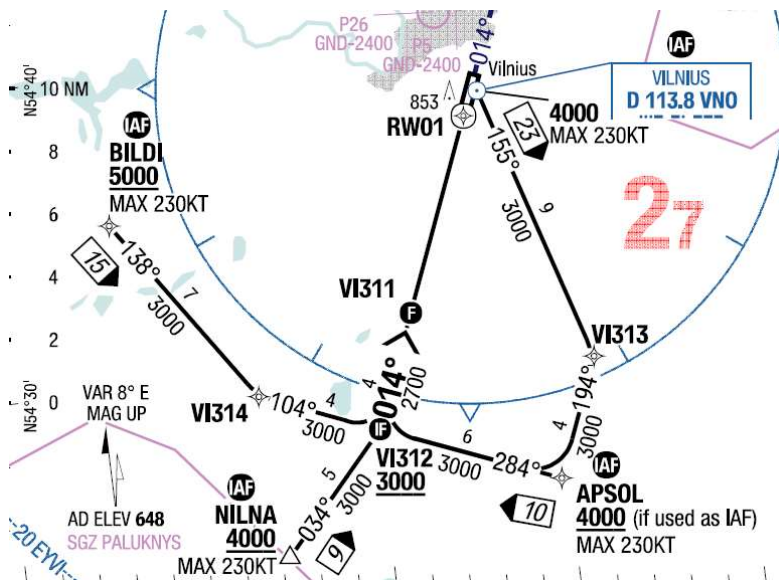 P26
GND-2400
P5
GND-2400
014°
IAF
N54°40'
10 NM
Vilnius
VILNIUS
D 113.8 VNO
853
RW01
4000
MAX 230KT
23
155°
9
3000
8
IAF
BILDI
5000
MAX 230KT
27
6
15
138°
7
3000
4
VI311
F
2
VI313
N54°30'
0
VAR 8° E
MAG UP
VI314
104°
4
3000
014°
4
2700
194°
4
3000
IF
VI312
3000
6
3000
284°
10
IAF
APSOL
4000 (if used as IAF)
MAX 230KT
AD ELEV 648
SGZ PALUKNYS
IAF
NILNA
4000
MAX 230KT
034°
5
3000
9
20 EYVI